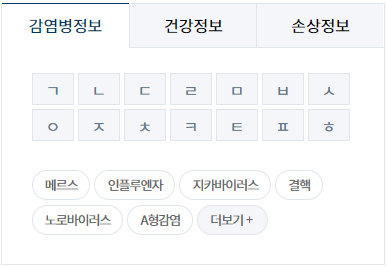 감염병정보 건강정보 손상정보
ㄱ ㄴ ㄷ ㄹ ㅁ ㅂ ㅅ
ㅇ ㅈ ㅊ ㅋ ㅌ ㅍ ㅎ
메르스 인플루엔자 지카바이러스 결핵
노로바이러스 A형감염 더보기 +